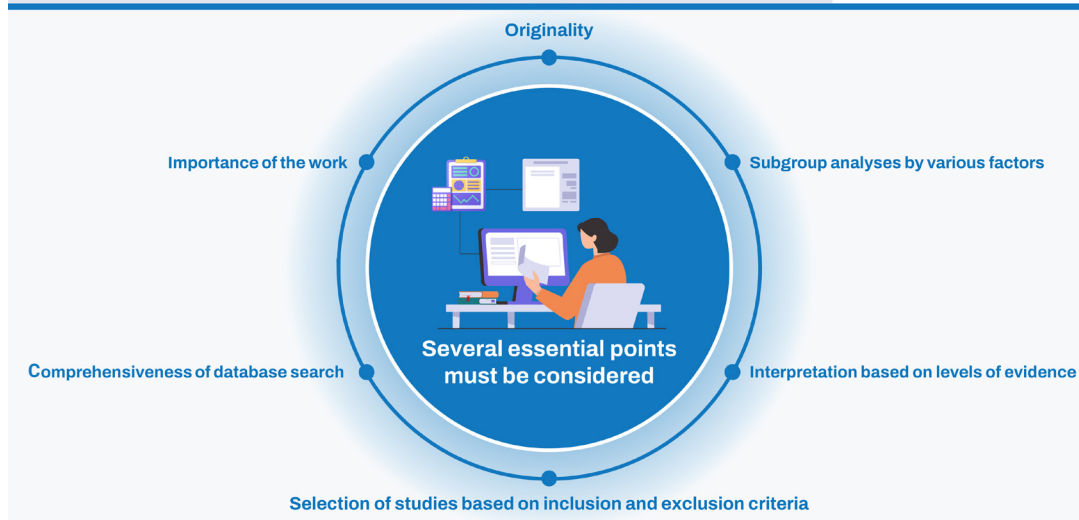 Originality
Importance of the work
Subgroup analyses by various factors
Several essential points
must be considered
Comprehensiveness of database search
Interpretation based on levels of evidence
Selection of studies based on inclusion and exclusion criteria